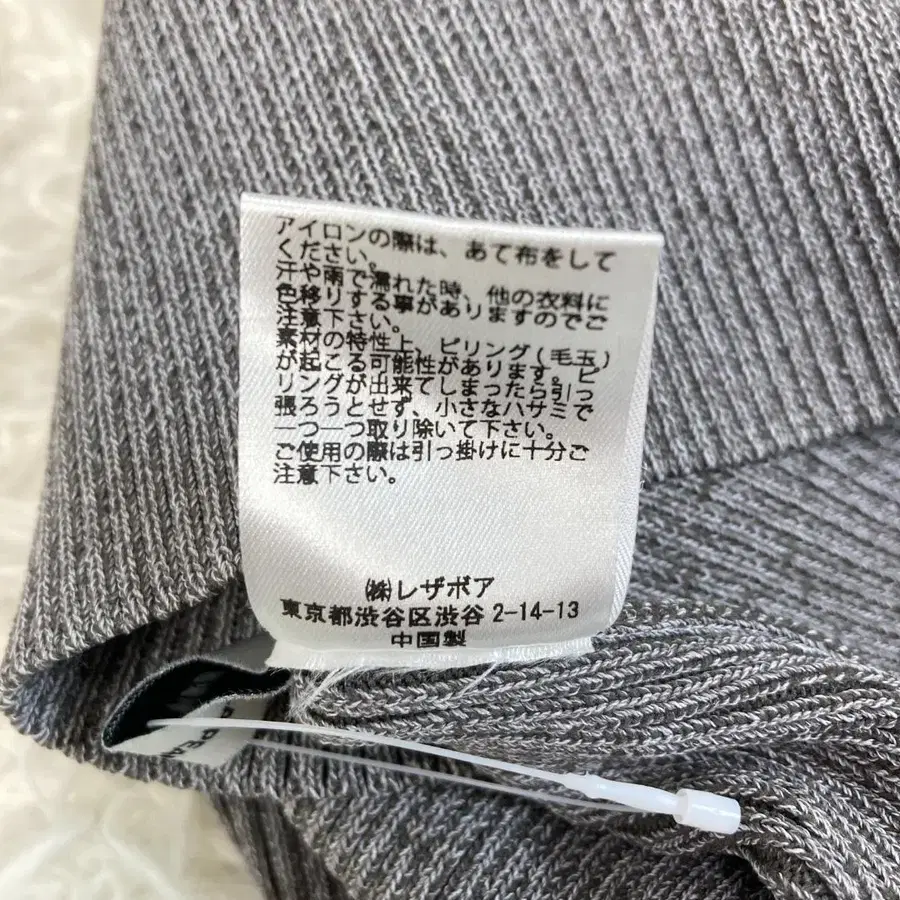 アイロンの際は、あて布をして
ください。
汗や雨で濡れた時、他の衣料に
色移りする事がありますのでご
注意下さい。
素材の特性上、ピリング(毛玉)
が起こる可能性があります。ピ
リングが出来てしまったら引っ
張ろうとせず、小さなハサミで
一つ一つ取り除いて下さい。
ご使用の際は引っ掛けに十分ご
注意下さい。
㈱レザボア
東京都渋谷区渋谷 2-14-13
中国製